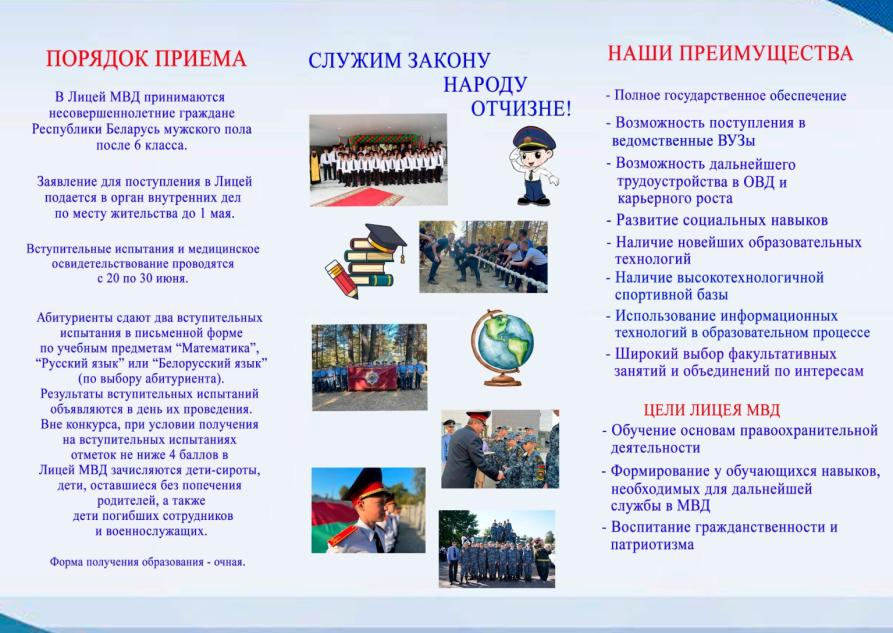 ПОРЯДОК ПРИЕМА
В Лицей МВД принимаются
несовершеннолетние граждане
Республики Беларусь мужского пола
после 6 класса.
Заявление для поступления в Лицей
подается в орган внутренних дел
по месту жительства до 1 мая.
Вступительные испытания и медицинское
освидетельствование проводятся
с 20 по 30 июня.
Абитуриенты сдают два вступительных
испытания в письменной форме
по учебным предметам “Математика”,
“Русский язык” или “Белорусский язык”
(по выбору абитуриента).
Результаты вступительных испытаний
объявляются в день их проведения.
Вне конкурса, при условии получения
на вступительных испытаниях
отметок не ниже 4 баллов в
Лицей МВД зачисляются дети-сироты,
дети, оставшиеся без попечения
родителей, а также
дети погибших сотрудников
и военнослужащих.
Форма получения образования - очная.
СЛУЖИМ ЗАКОНУ
НАРОДУ
ОТЧИЗНЕ!
НАШИ ПРЕИМУЩЕСТВА
- Полное государственное обеспечение
- Возможность поступления в
ведомственные ВУЗы
- Возможность дальнейшего
трудоустройства в ОВД и
карьерного роста
- Развитие социальных навыков
- Наличие новейших образовательных
технологий
- Наличие высокотехнологичной
спортивной базы
- Использование информационных
технологий в образовательном процессе
- Широкий выбор факультативных
занятий и объединений по интересам
ЦЕЛИ ЛИЦЕЯ МВД
- Обучение основам правоохранительной
деятельности
- Формирование у обучающихся навыков,
необходимых для дальнейшей
службы в МВД
- Воспитание гражданственности и
патриотизма